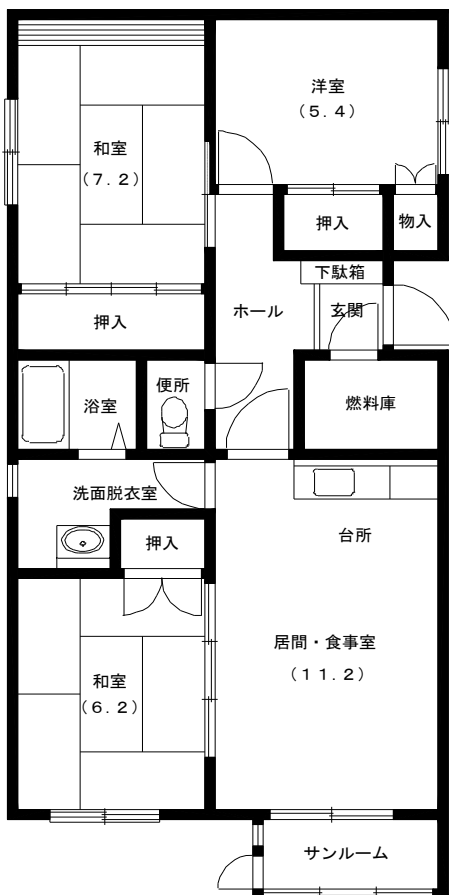 洋室
(5.4)
和室
(7.2)
押入
物入
下駄箱
ホール
玄関
押入
便所
浴室
燃料庫
洗面脱衣室
押入
台所
居間・食事室
(11.2)
和室
(6.2)
サンルーム